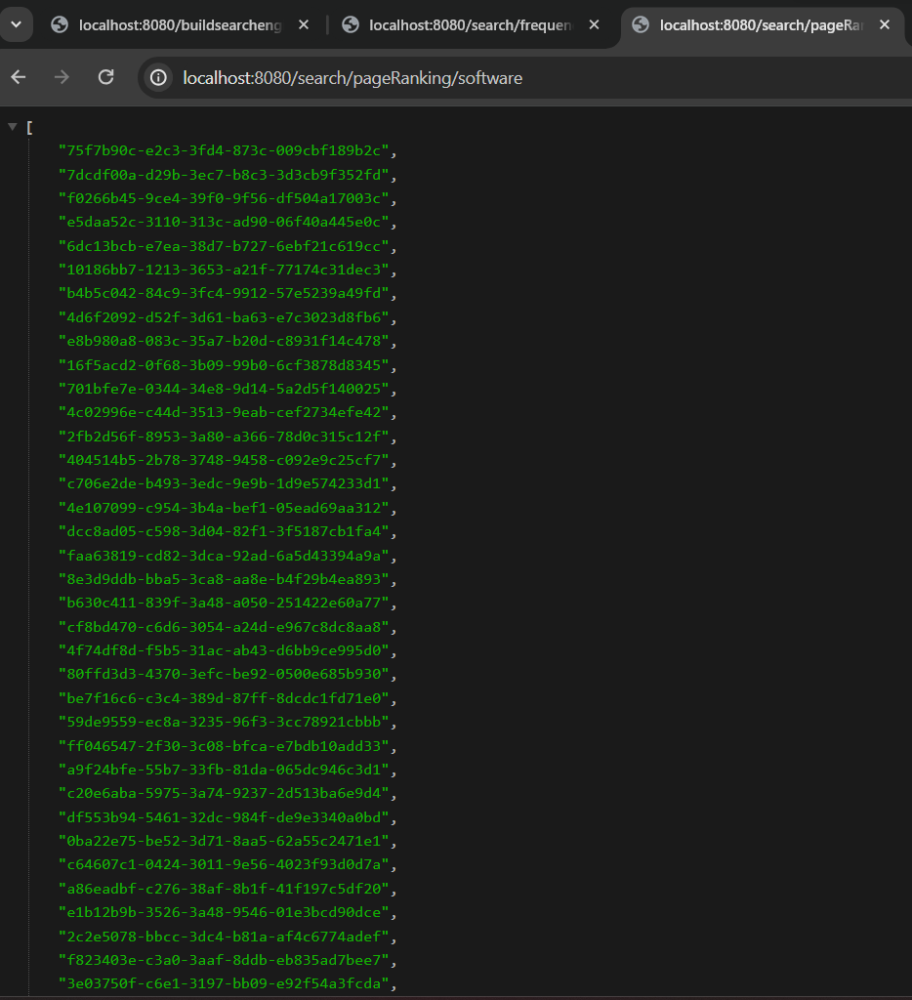 localhost:8080/buildsearcheng
localhost:8080/search/frequen
localhost:8080/search/pageRar
localhost:8080/search/pageRanking/software
[
"75f7b90c-e2c3-3fd4-873c-009cbf189b2c",
"7dcdf00a-d29b-3ec7-b8c3-3d3cb9f352fd",
"f0266b45-9ce4-39f0-9f56-df504a17003c",
"e5daa52c-3110-313c-ad90-06f40a445e0c",
"6dc13bcb-e7ea-38d7-b727-6ebf21c619cc",
"10186bb7-1213-3653-a21f-77174c31dec3",
"b4b5c042-84c9-3fc4-9912-57e5239a49fd",
"4d6f2092-d52f-3d61-ba63-e7c3023d8fb6",
"e8b980a8-083c-35a7-b20d-c8931f14c478",
"16f5acd2-0f68-3b09-99b0-6cf3878d8345",
"701bfe7e-0344-34e8-9d14-5a2d5f140025",
"4c02996e-c44d-3513-9eab-cef2734efe42",
"2fb2d56f-8953-3a80-a366-78d0c315c12f",
"404514b5-2b78-3748-9458-c092e9c25cf7",
"c706e2de-b493-3edc-9e9b-1d9e574233d1",
"4e107099-c954-3b4a-bef1-05ead69aa312",
"dcc8ad05-c598-3d04-82f1-3f5187cb1fa4",
"faa63819-cd82-3dca-92ad-6a5d43394a9a",
"8e3d9ddb-bba5-3ca8-aa8e-b4f29b4ea893",
"b630c411-839f-3a48-a050-251422e60a77",
"cf8bd470-c6d6-3054-a24d-e967c8dc8aa8",
"4f74df8d-f5b5-31ac-ab43-d6bb9ce995d0",
"80ffd3d3-4370-3efc-be92-0500e685b930",
"be7f16c6-c3c4-389d-87ff-8dcdc1fd71e0",
"59de9559-ec8a-3235-96f3-3cc78921cbbb",
"ff046547-2f30-3c08-bfca-e7bdb10add33",
"a9f24bfe-55b7-33fb-81da-065dc946c3d1",
"c20e6aba-5975-3a74-9237-2d513ba6e9d4",
"df553b94-5461-32dc-984f-de9e3340a0bd",
"0ba22e75-be52-3d71-8aa5-62a55c2471e1",
"c64607c1-0424-3011-9e56-4023f93d0d7a",
"a86eadbf-c276-38af-8b1f-41f197c5df20",
"e1b12b9b-3526-3a48-9546-01e3bcd90dce",
"2c2e5078-bbcc-3dc4-b81a-af4c6774adef",
"f823403e-c3a0-3aaf-8ddb-eb835ad7bee7",
"3e03750f-c6e1-3197-bb09-e92f54a3fcda",